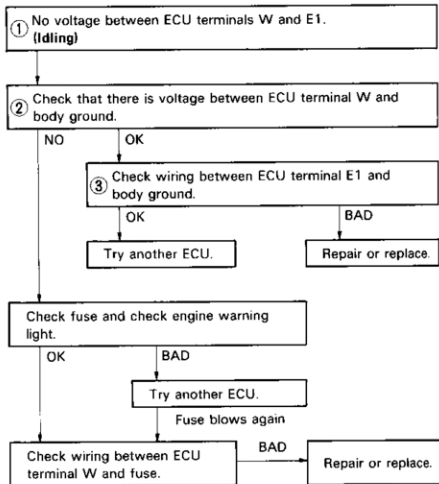 ① No voltage between ECU terminals W and E1.
(Idling)
② Check that there is voltage between ECU terminal W and
body ground.
NO
OK
③ Check wiring between ECU terminal E1 and
body ground.
OK
BAD
Try another ECU.
Repair or replace.
Check fuse and check engine warning
light.
OK
BAD
Try another ECU.
Fuse blows again
Check wiring between ECU
terminal W and fuse.
BAD
Repair or replace.